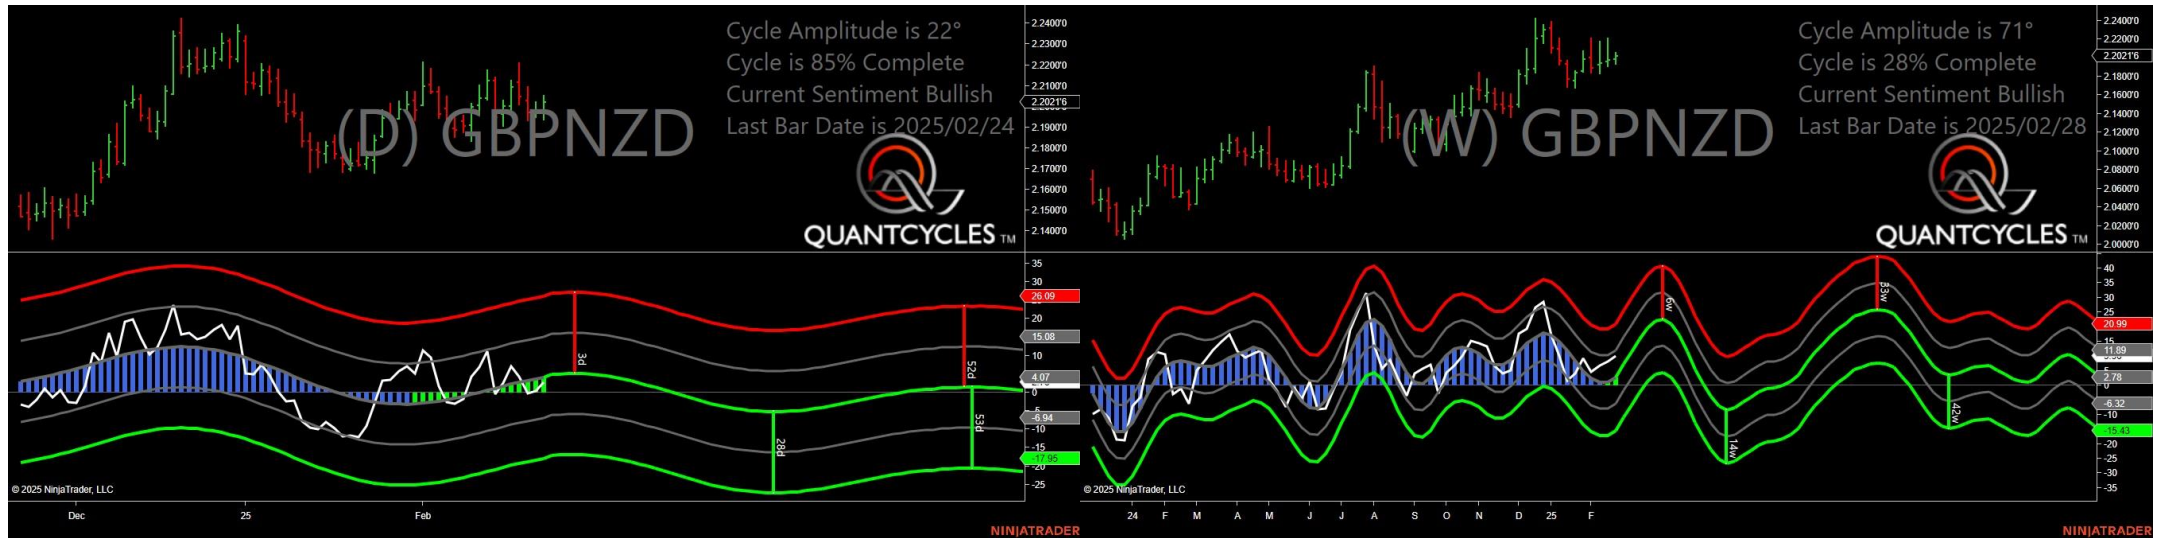 Cycle Amplitude is 22°
Cycle is 85% Complete
Current Sentiment Bullish
Last Bar Date is 2025/02/24
(D) GBPNZD
QUANTCYCLES TM
2.2400'0
2.2300'0
2.2200'0
2.2100'0
2.2021'6
2.1900'0
2.1800'0
2.1700'0
2.1600'0
2.1500'0
2.1400'0
35
30
26.09
20
15.08
10
4.07
0
-6.94
-10
-15
-17.95
-20
-25
3d
28d
52d
53d
© 2025 NinjaTrader, LLC
Dec 25 Feb
NINJATRADER
Cycle Amplitude is 71°
Cycle is 28% Complete
Current Sentiment Bullish
Last Bar Date is 2025/02/28
(W) GBPNZD
QUANTCYCLES TM
2.2400'0
2.2200'0
2.2021'6
2.1800'0
2.1600'0
2.1400'0
2.1200'0
2.1000'0
2.0800'0
2.0600'0
2.0400'0
2.0200'0
2.0000'0
40
35
30
25
20.99
15
11.89
2.78
-6.32
-10
-15.43
-20
-25
-30
-35
6w
14w
33w
42w
© 2025 NinjaTrader, LLC
24 F M A M J J A S O N D 25 F
NINJATRADER